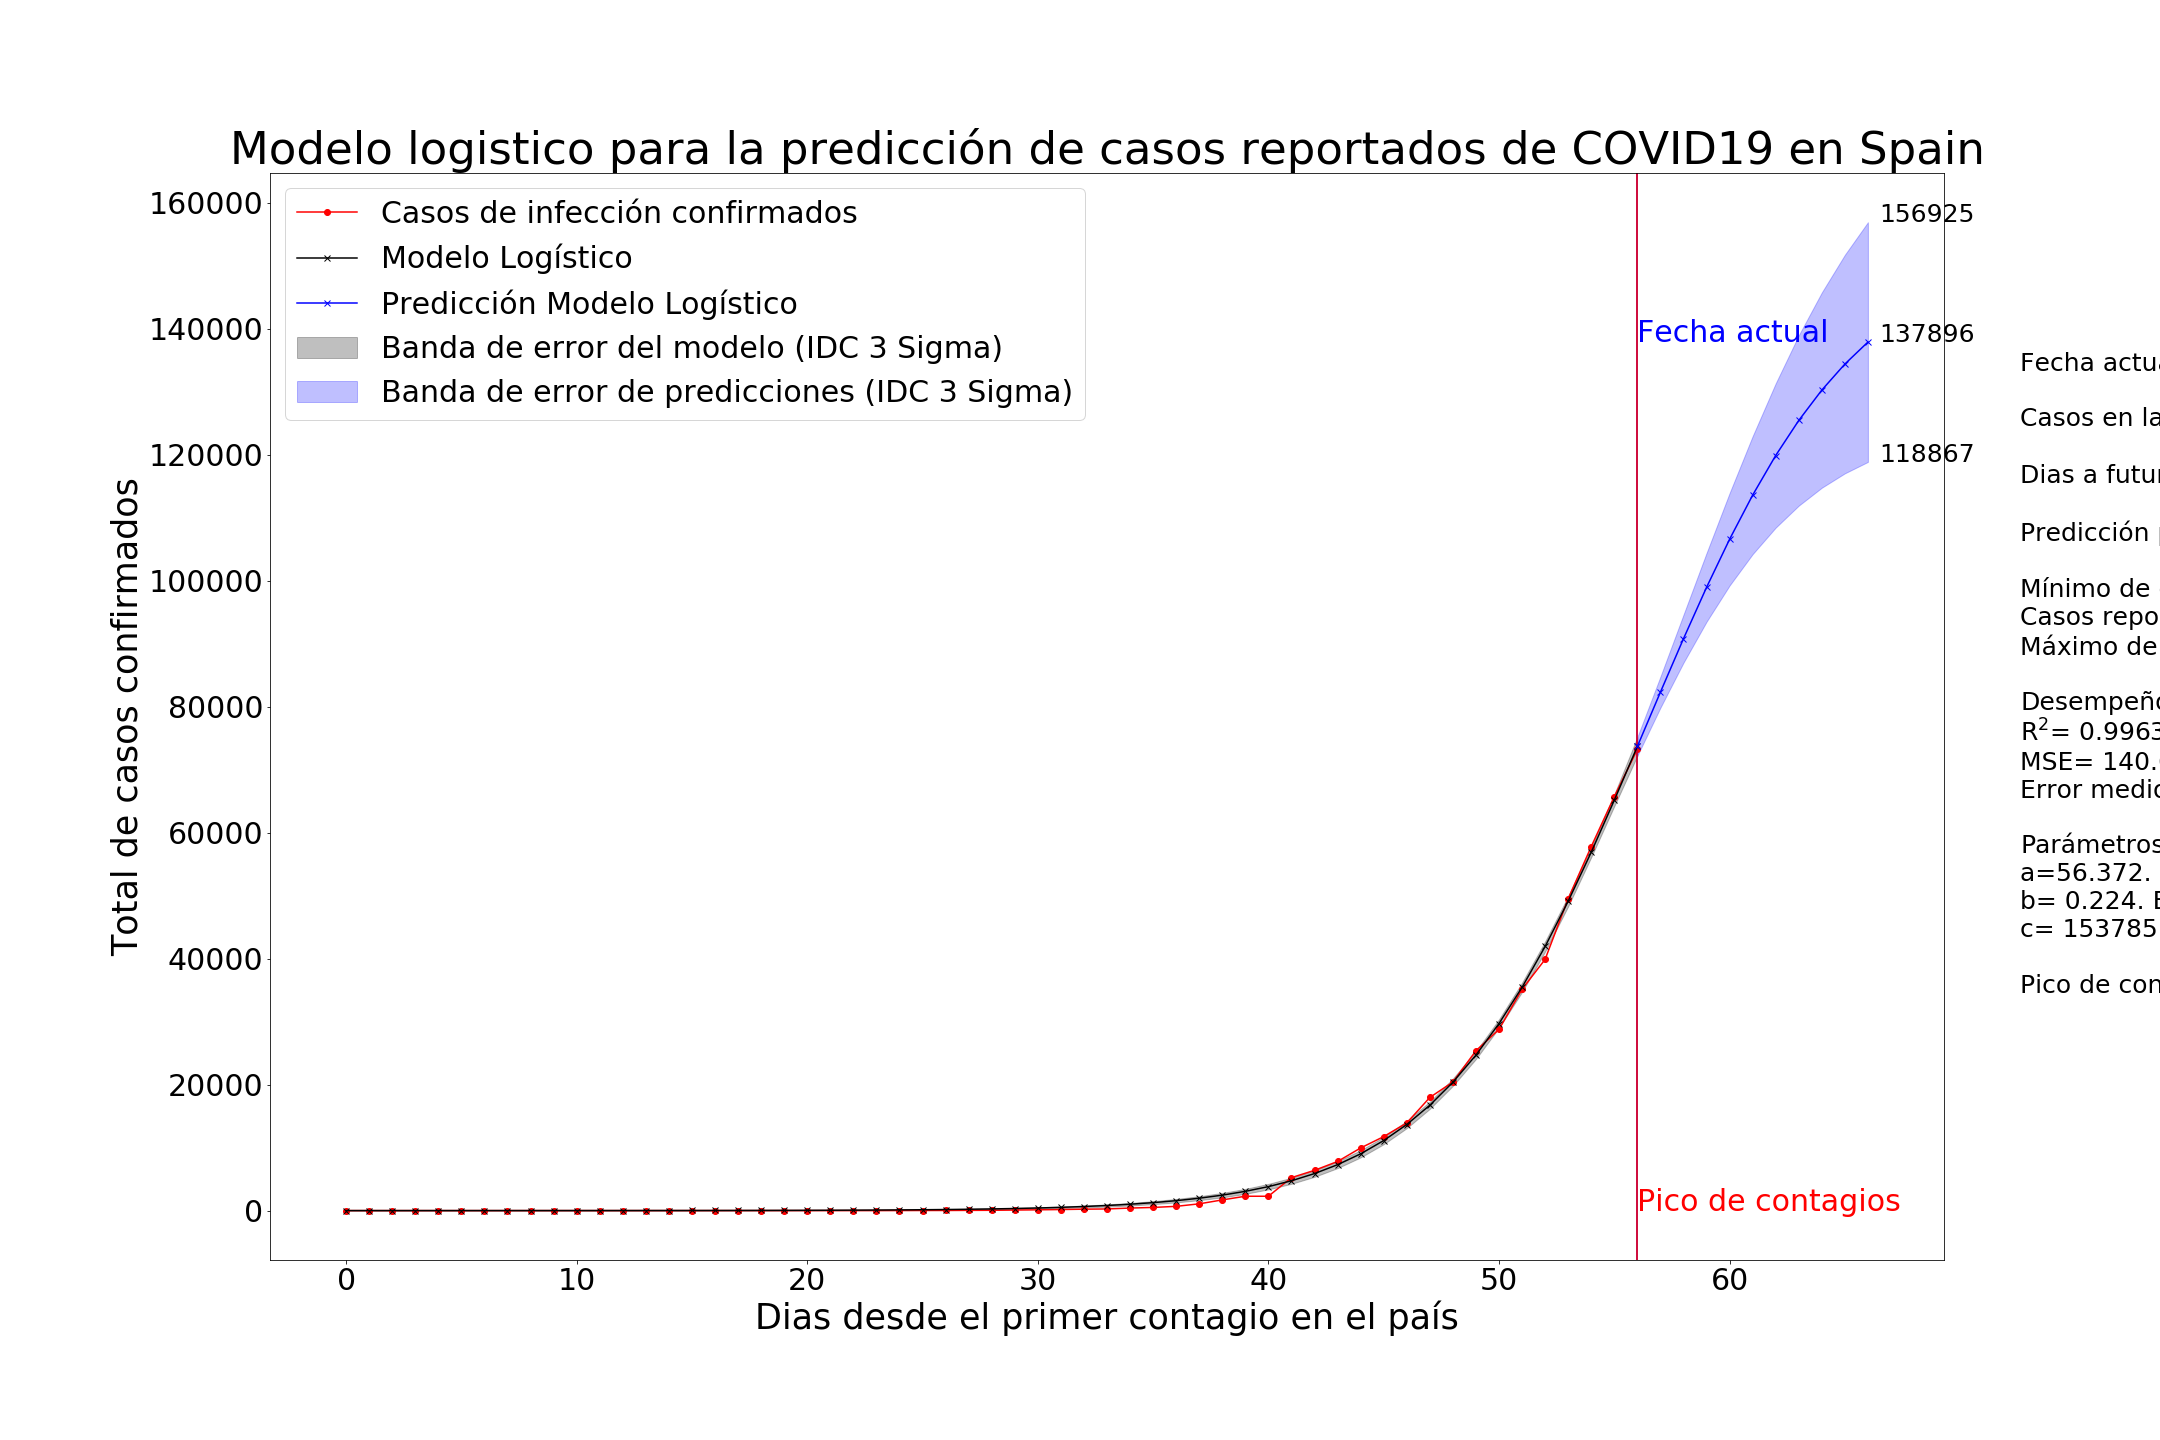 Modelo logistico para la predicción de casos reportados de COVID19 en Spain
Casos de infección confirmados
Modelo Logístico
Predicción Modelo Logístico
Banda de error del modelo (IDC 3 Sigma)
Banda de error de predicciones (IDC 3 Sigma)
Total de casos confirmados
160000
140000
120000
100000
80000
60000
40000
20000
0
0 10 20 30 40 50 60
Dias desde el primer contagio en el país
Fecha actual
Pico de contagios
156925
137896
118867
Fecha actu
Casos en la
Dias a futu
Predicción
Mínimo de
Casos repo
Máximo de
Desempeño
R²= 0.9963
MSE= 140.
Error medi
Parámetros
a=56.372.
b= 0.224.
c= 153785
Pico de con